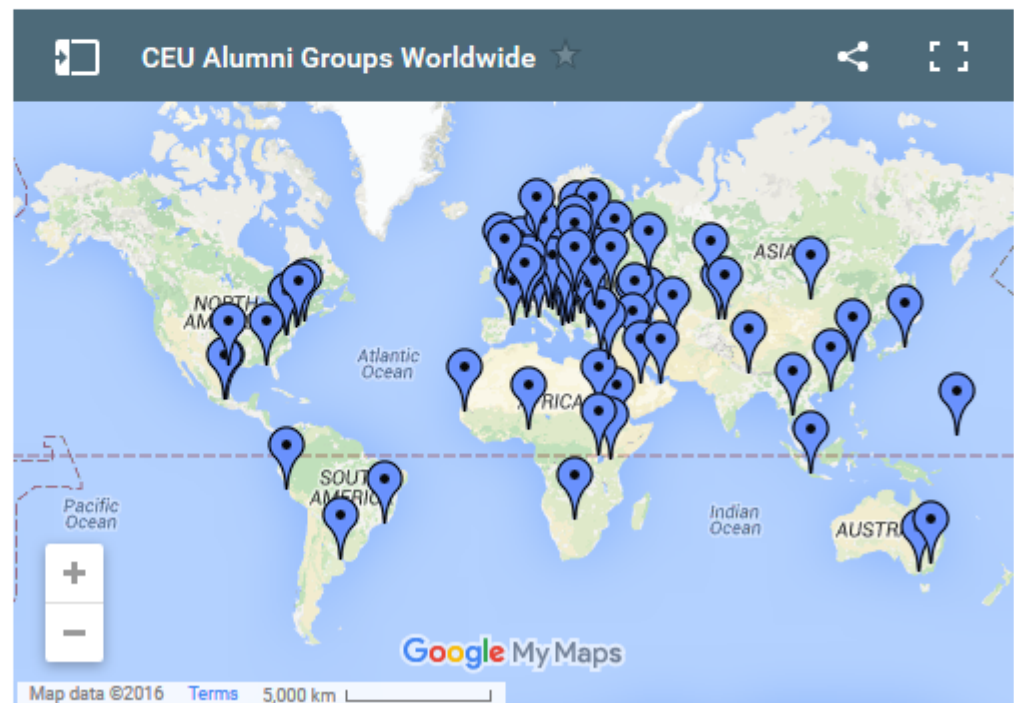 CEU Alumni Groups Worldwide
ASIA
NORTH
AM
Atlantic
Ocean
FRICA
SOUT
AMERIC
Pacific
Ocean
Indian
Ocean
AUSTR
Google My Maps
Map data ©2016 Terms 5,000 km